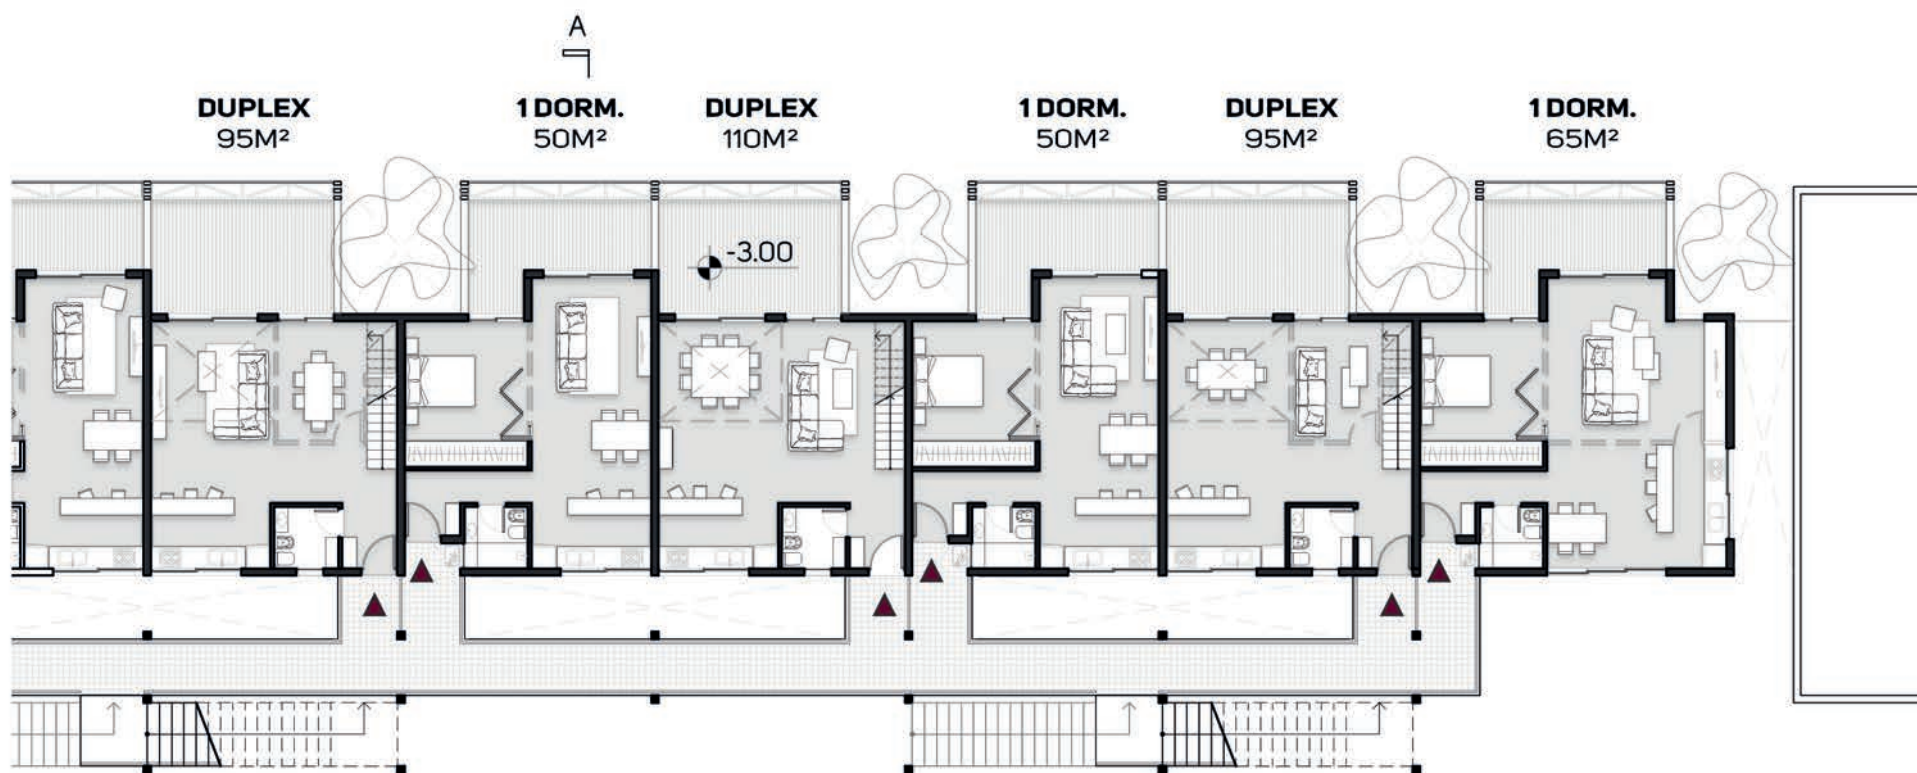 A
DUPLEX
95M²
1 DORM.
50M²
DUPLEX
110M²
1 DORM.
50M²
DUPLEX
95M²
1 DORM.
65M²
-3.00